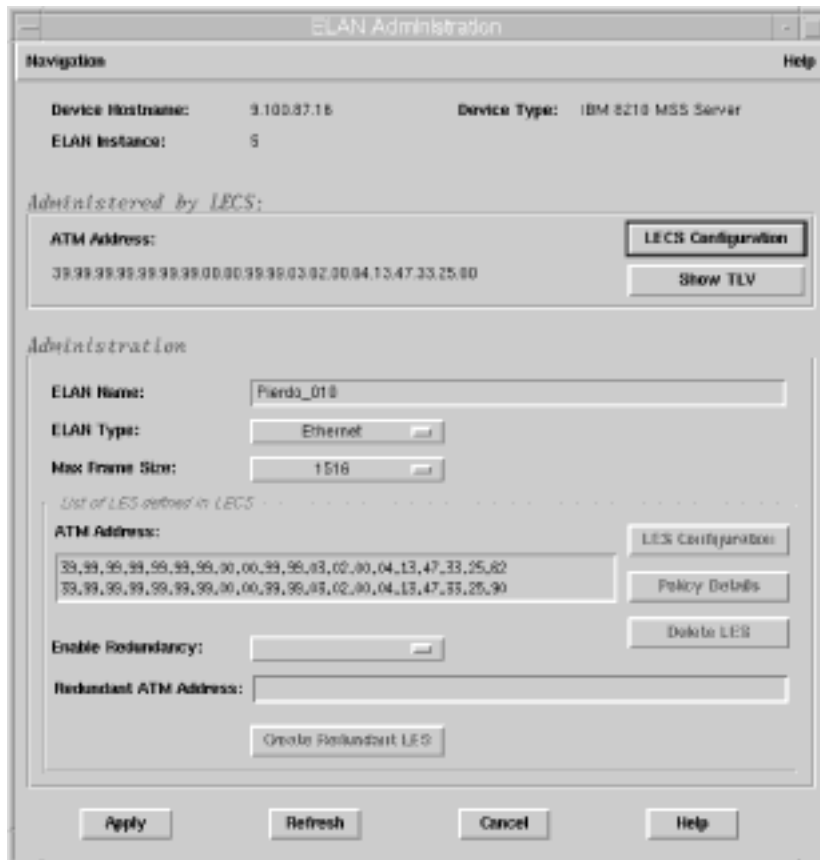 ELAN Administration
Navigation Help
Device Hostname: 9.100.87.16 Device Type: IBM 8210 MSS Server
ELAN Instance:
Administered by LECS:
ATM Address: LECS Configuration
39.99.99.99.99.99.99.00.00.99.99.03.02.00.04.13.47.33.25.00
Show TLV
Administration
ELAN Name:
ELAN Type: Ethernet
Max Frame Size: 1516
List of LES defined in LECS
ATM Address: LES Configuration
39.99.99.99.99.99.99.00.00.99.99.03.02.00.04.13.47.33.25.62
39.99.99.99.99.99.99.00.00.99.99.03.02.00.04.13.47.33.25.90
Policy Details
Delete LES
Enable Redundancy:
Redundant ATM Address:
Create Redundant LES
Apply Refresh Cancel Help